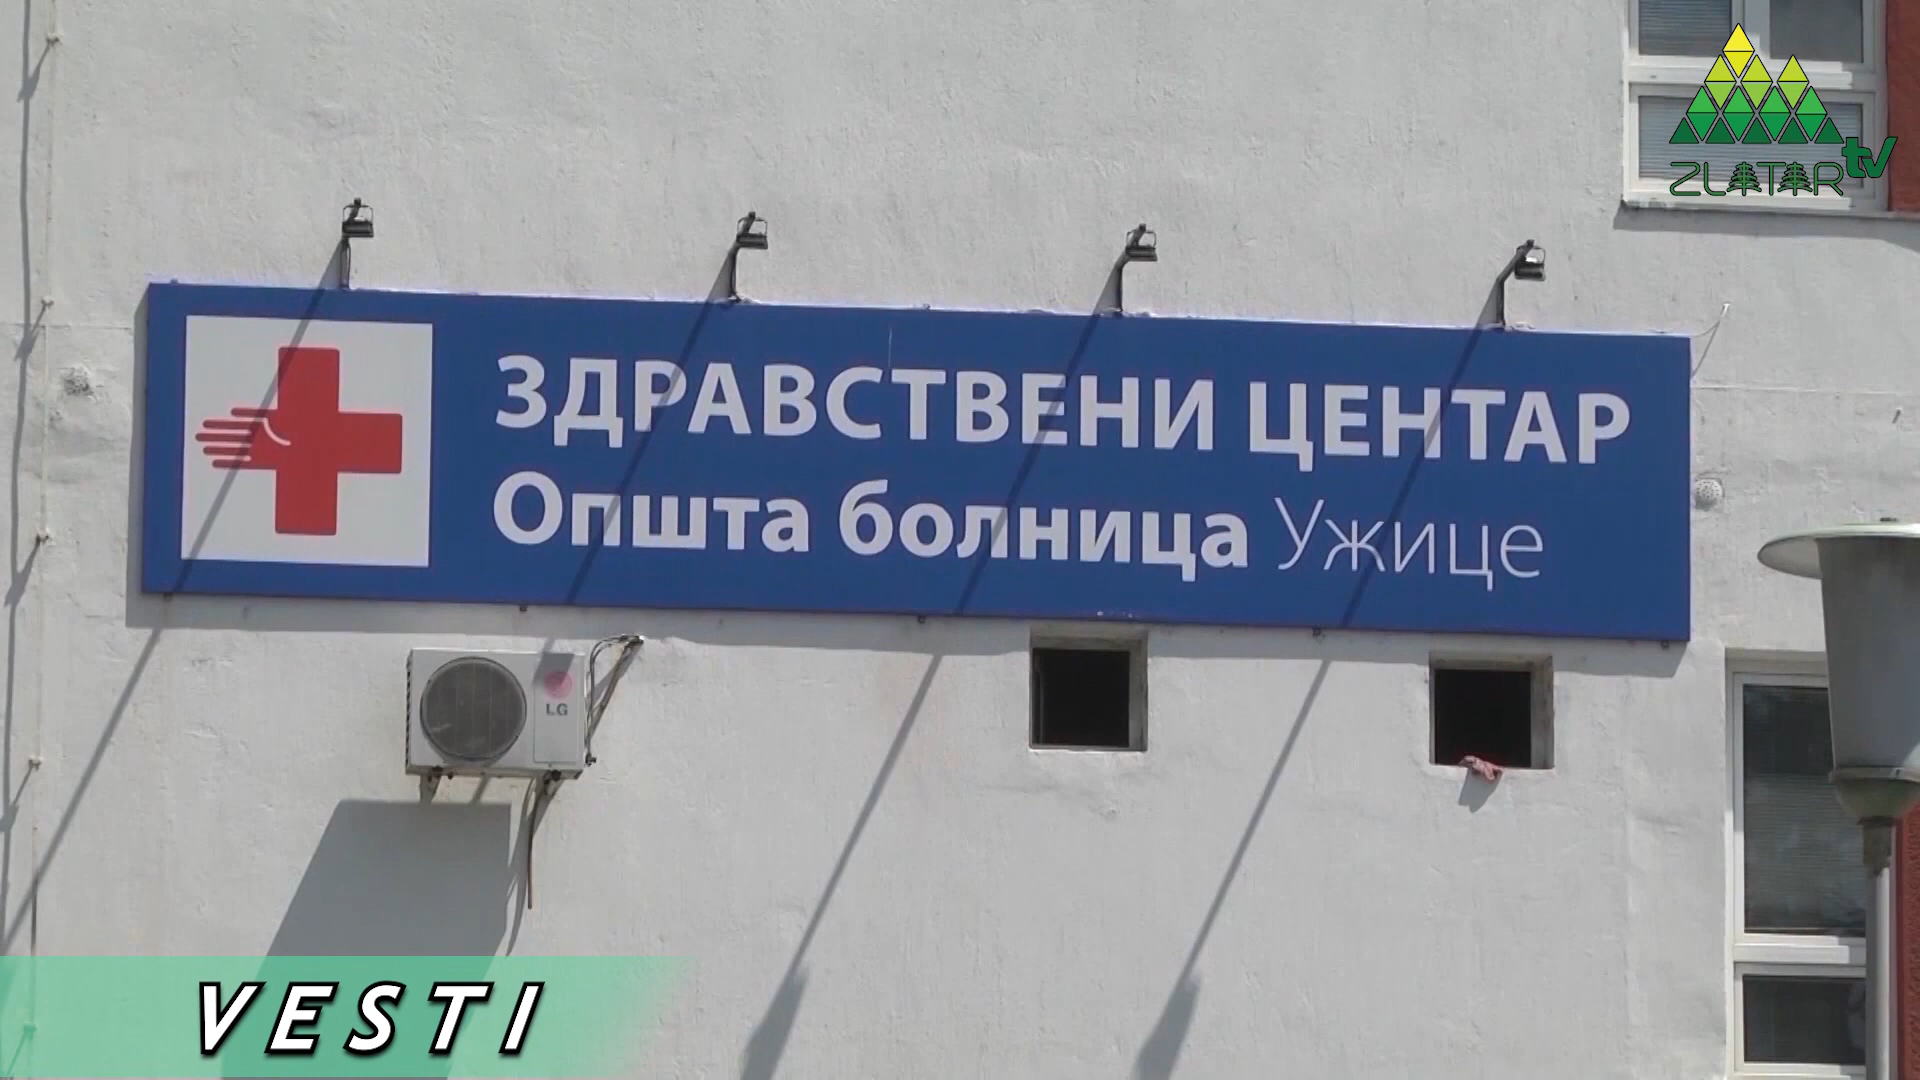 ZLATAR tv
ЗДРАВСТВЕНИ ЦЕНТАР
Општа болница Ужице
LG
VESTI